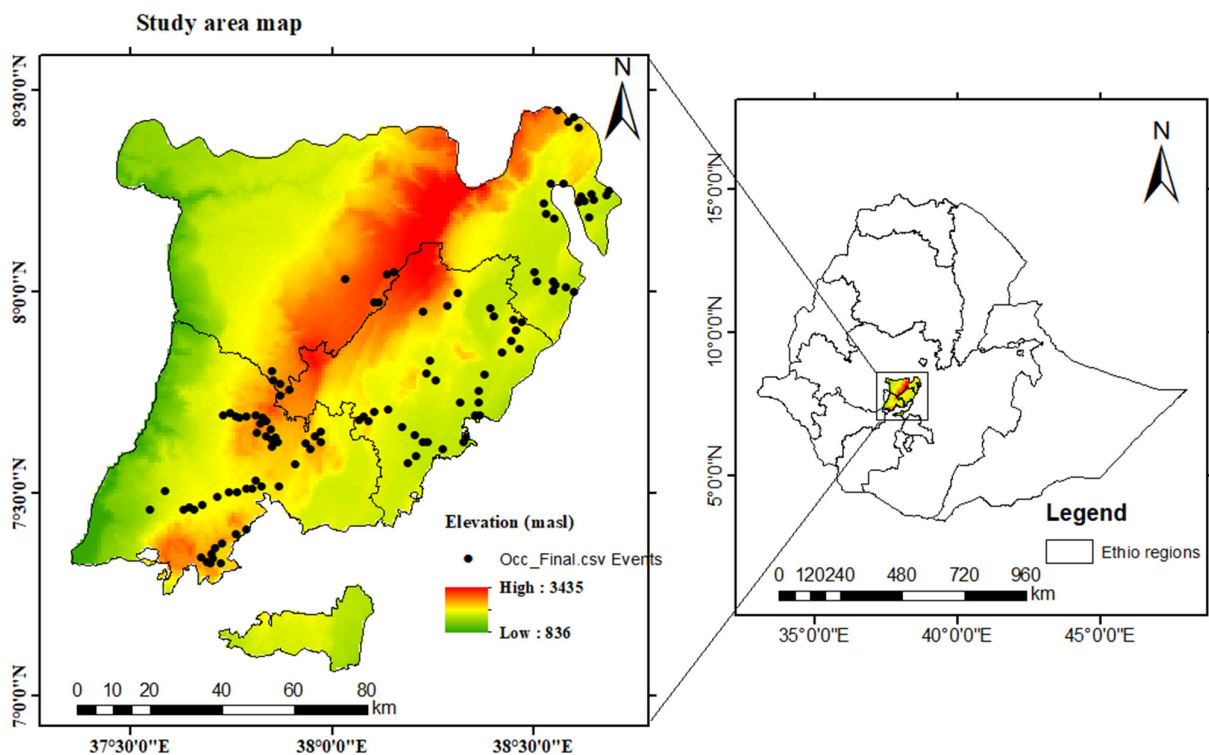 Study area map
N
8°30'0"N
8°0'0"N
7°30'0"N
7°0'0"N
37°30'0"E
38°0'0"E
38°30'0"E
Elevation (masl)
Occ_Final.csv Events
High : 3435
Low : 836
0 10 20 40 60 80
km
N
15°0'0"N
10°0'0"N
5°0'0"N
Legend
Ethio regions
0 120240 480 720 960
km
35°0'0"E
40°0'0"E
45°0'0"E